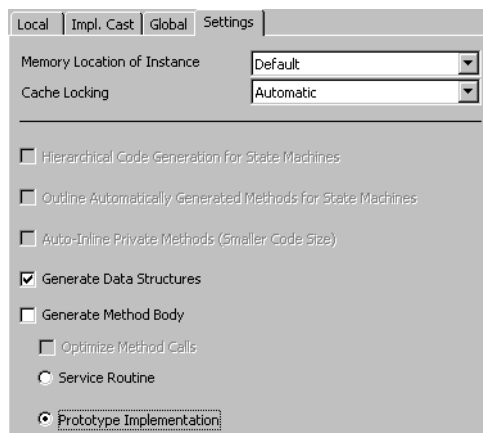 Local Impl. Cast Global Settings
Memory Location of Instance Default
Cache Locking Automatic
Hierarchical Code Generation for State Machines
Outline Automatically Generated Methods for State Machines
Auto-Inline Private Methods (Smaller Code Size)
Generate Data Structures
Generate Method Body
Optimize Method Calls
Service Routine
Prototype Implementation